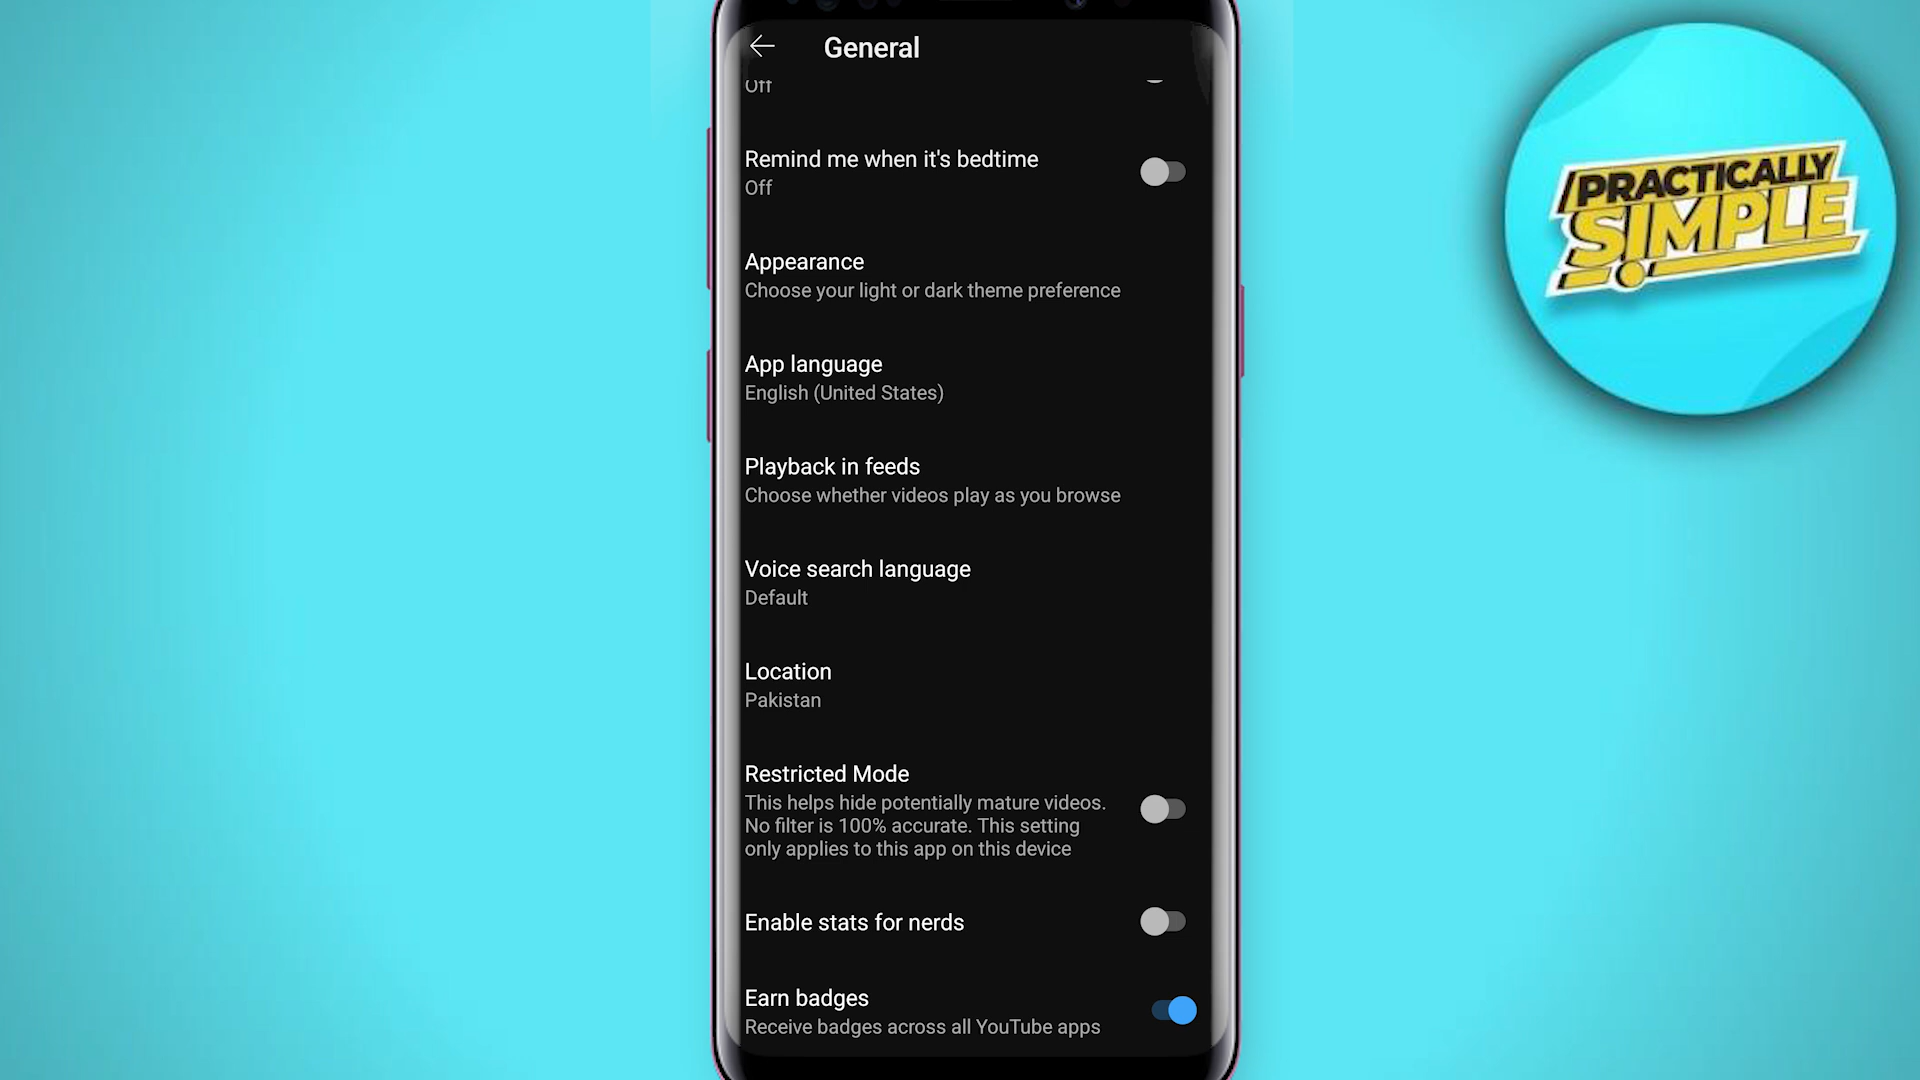 General
Off
Remind me when it's bedtime
Off
Appearance
Choose your light or dark theme preference
App language
English (United States)
Playback in feeds
Choose whether videos play as you browse
Voice search language
Default
Location
Pakistan
Restricted Mode
This helps hide potentially mature videos.
No filter is 100% accurate. This setting
only applies to this app on this device
Enable stats for nerds
Earn badges
Receive badges across all YouTube apps
PRACTICALLY
SIMPLE